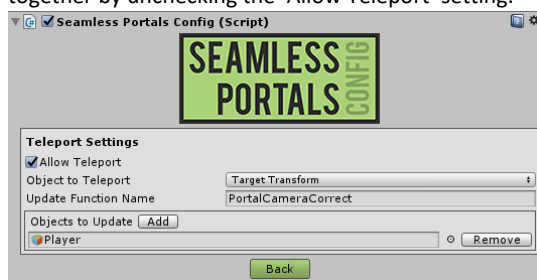 together by unchecking the 'Allow Teleport' setting.
Seamless Portals Config (Script)
SEAMLESS
PORTALS
CONFIG
Teleport Settings
Allow Teleport
Object to Teleport Target Transform
Update Function Name PortalCameraCorrect
Objects to Update Add
Player Remove
Back